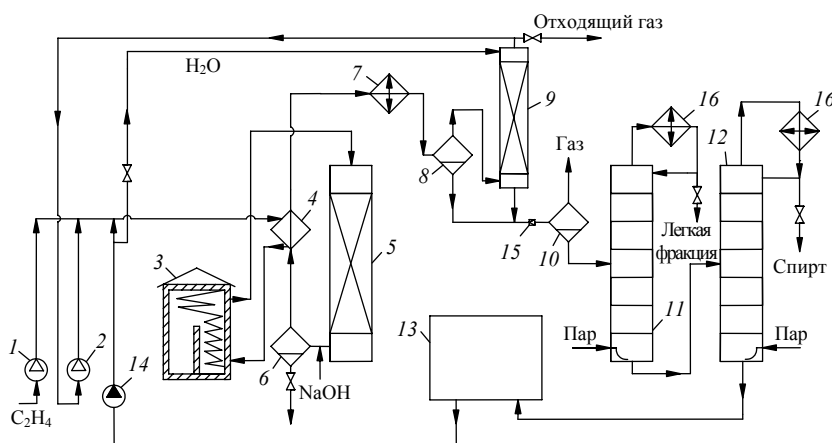 Отходящий газ
H₂O
7
9
16
16
12
Газ
8
4
5
3
15
10
Легкая
фракция
Спирт
11
13
1
2
14
6
Пар
Пар
NaOH
C₂H₄